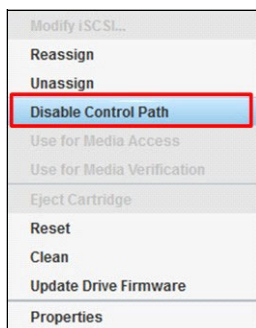 Modify iSCSI...
Reassign
Unassign
Disable Control Path
Use for Media Access
Use for Media Verification
Eject Cartridge
Reset
Clean
Update Drive Firmware
Properties